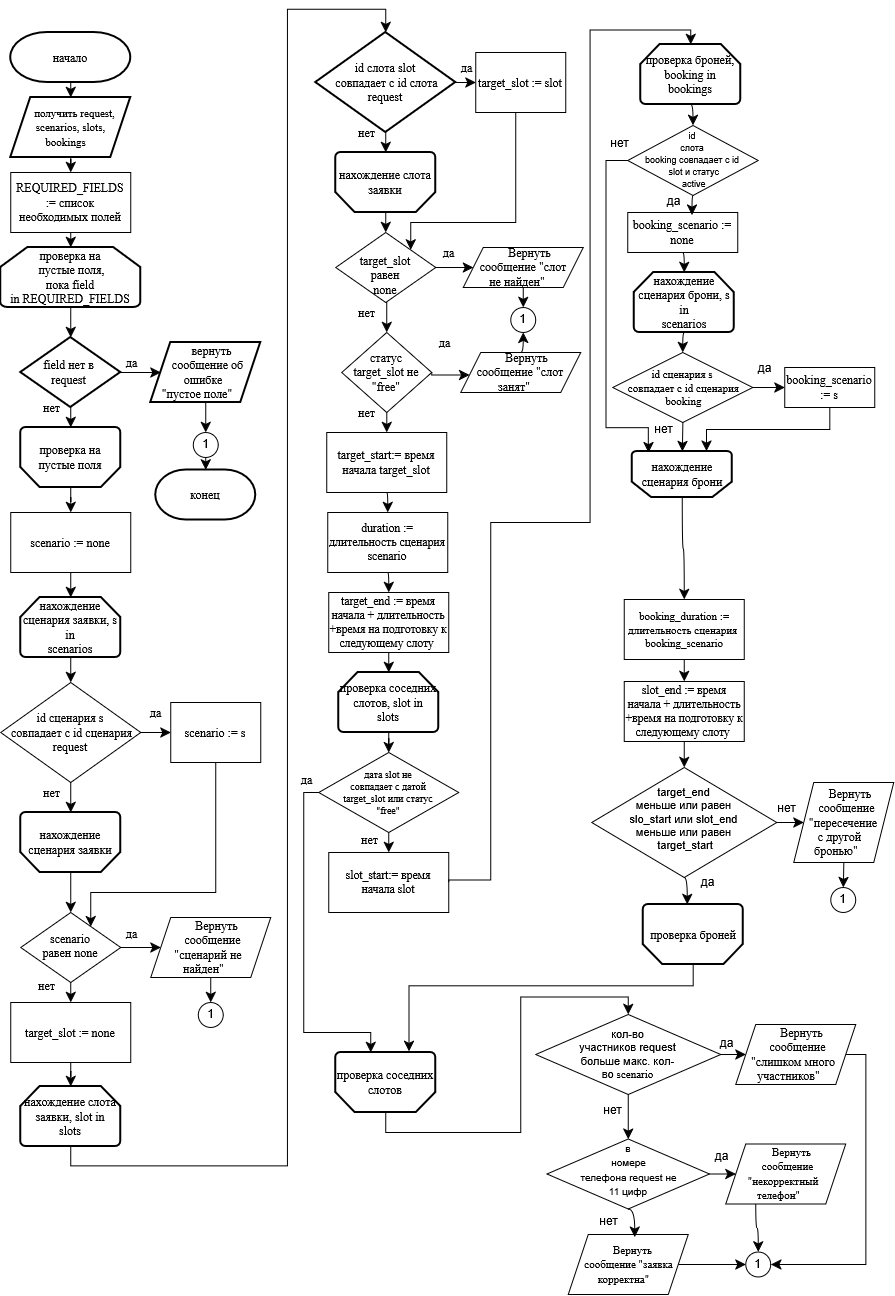 начало
получить request,
scenarios, slots,
bookings
REQUIRED_FIELDS
:= список
необходимых полей
проверка на
пустые поля,
пока field
in REQUIRED_FIELDS
field нет в
request
да
нет
вернуть
сообщение об
ошибке
"пустое поле"
1
конец
проверка на
пустые поля
scenario := none
нахождение
сценария заявки, s
in
scenarios
id сценария s
совпадает с id сценария
request
да
нет
scenario := s
нахождение
сценария заявки
scenario
равен none
да
нет
Вернуть
сообщение
"сценарий не
найден"
1
target_slot := none
нахождение слота
заявки, slot in
slots
id слота slot
совпадает с id слота
request
да
нет
target_slot := slot
нахождение слота
заявки
target_slot
равен
none
да
нет
Вернуть
сообщение "слот
не найден"
1
статус
target_slot не
"free"
да
нет
Вернуть
сообщение "слот
занят"
target_start:= время
начала target_slot
duration :=
длительность сценария
scenario
target_end := время
начала + длительность
+время на подготовку к
следующему слоту
проверка соседних
слотов, slot in
slots
дата slot не
совпадает с датой
target_slot или статус
"free"
да
нет
slot_start:= время
начала slot
проверка броней,
booking in
bookings
id
слота
booking совпадает с id
slot и статус
active
нет
да
booking_scenario :=
none
нахождение
сценария брони, s
in
scenarios
id сценария s
совпадает с id сценария
booking
да
нет
booking_scenario
:= s
нахождение
сценария брони
booking_duration :=
длительность сценария
booking_scenario
slot_end := время
начала + длительность
+время на подготовку к
следующему слоту
target_end
меньше или равен
slo_start или slot_end
меньше или равен
target_start
нет
да
Вернуть
сообщение
"пересечение
с другой
бронью"
1
проверка броней
проверка соседних
слотов
кол-во
участников request
больше макс. кол-
во scenario
да
нет
Вернуть
сообщение
"слишком много
участников"
в
номере
телефона request не
11 цифр
да
нет
Вернуть
сообщение
"некорректный
телефон"
Вернуть
сообщение "заявка
корректна"
1